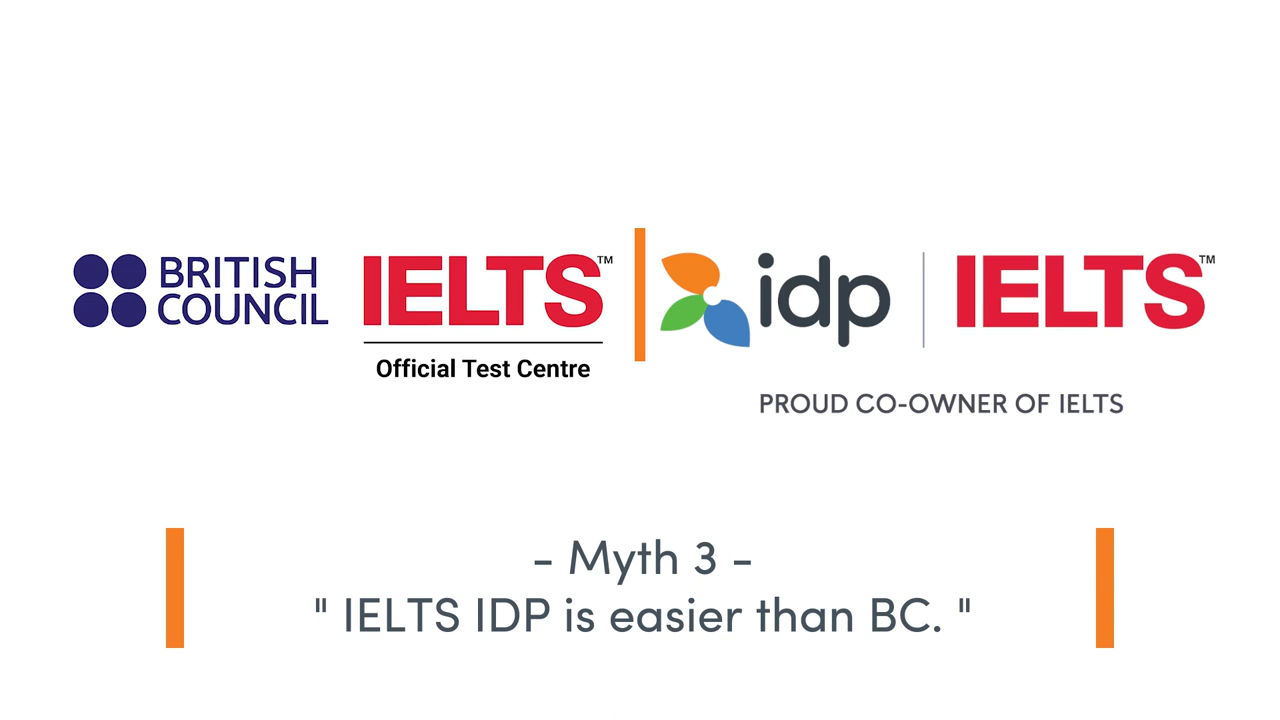 BRITISH
COUNCIL
IELTS™
Official Test Centre
idp
IELTS™
PROUD CO-OWNER OF IELTS
- Myth 3 -
" IELTS IDP is easier than BC. "